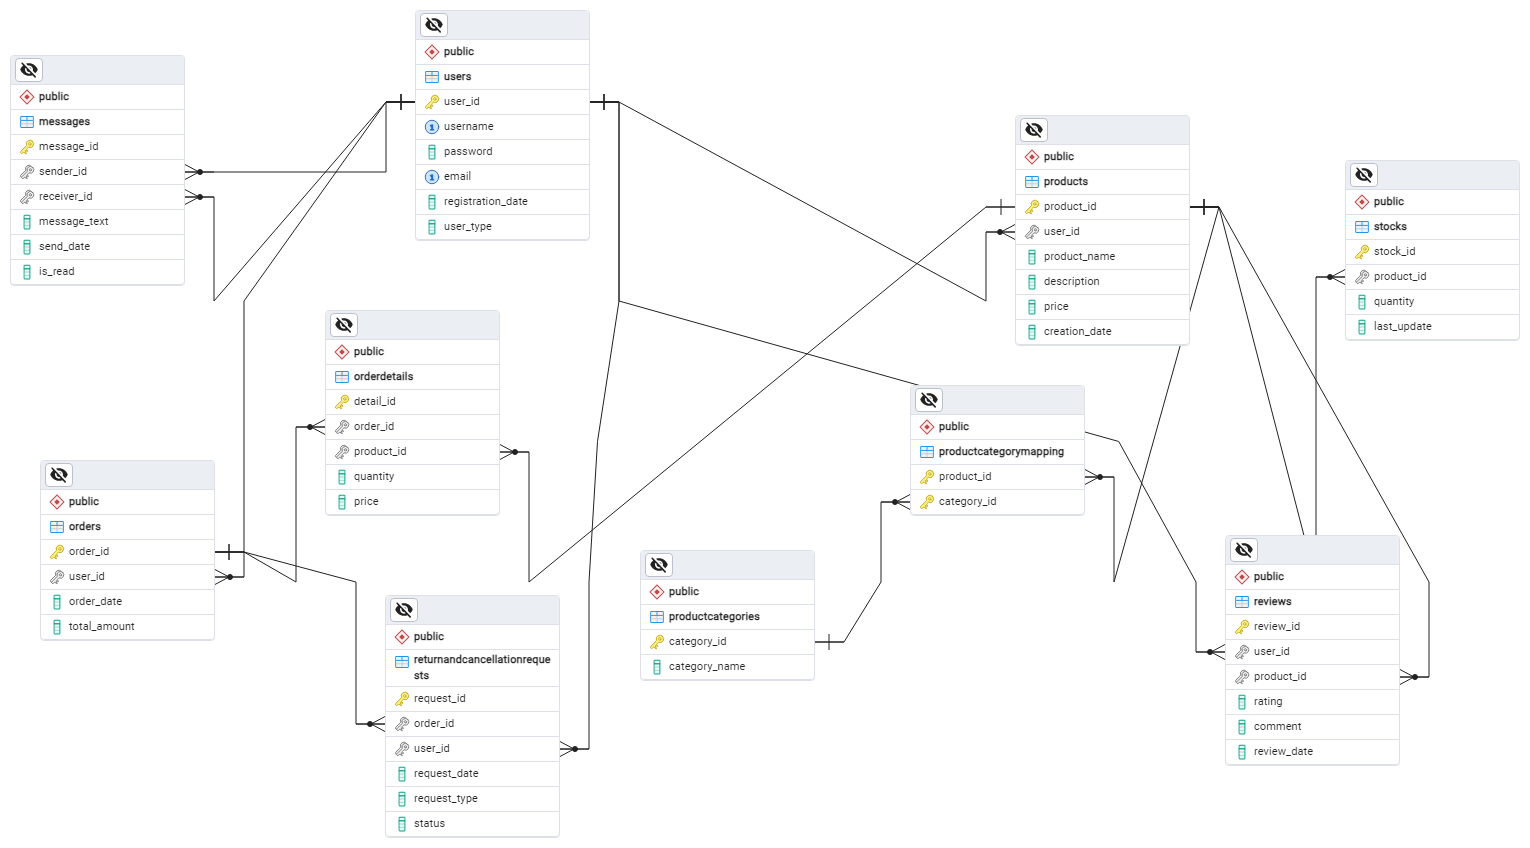 public
messages
message_id
sender_id
receiver_id
message_text
send_date
is_read
public
users
user_id
username
password
email
registration_date
user_type
public
products
product_id
user_id
product_name
description
price
creation_date
public
stocks
stock_id
product_id
quantity
last_update
public
orderdetails
detail_id
order_id
product_id
quantity
price
public
productcategorymapping
product_id
category_id
public
orders
order_id
user_id
order_date
total_amount
public
returnandcancellationreque
sts
request_id
order_id
user_id
request_date
request_type
status
public
productcategories
category_id
category_name
public
reviews
review_id
user_id
product_id
rating
comment
review_date